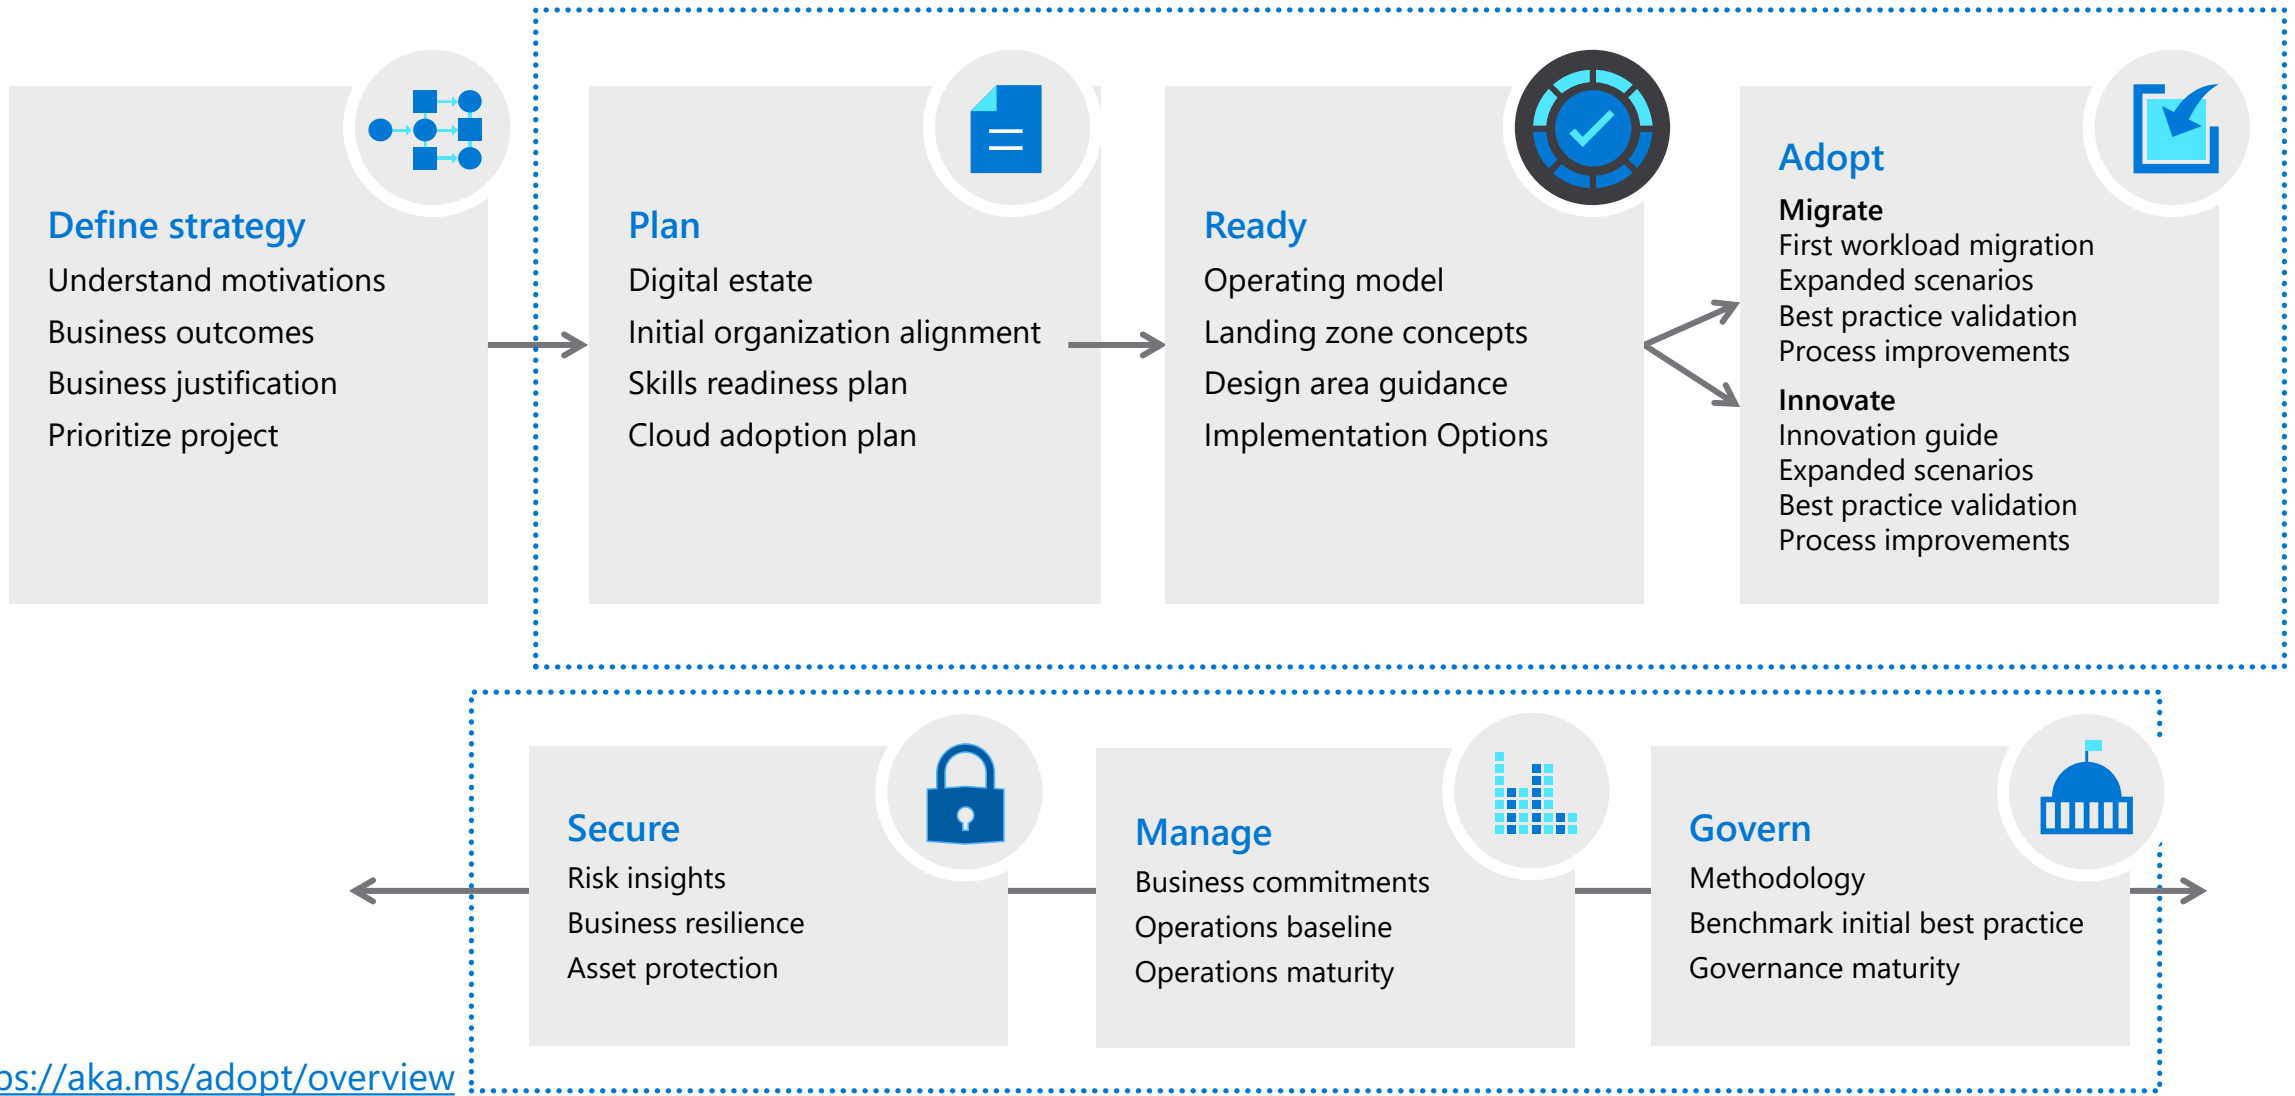 Define strategy
Understand motivations
Business outcomes
Business justification
Prioritize project
Plan
Digital estate
Initial organization alignment
Skills readiness plan
Cloud adoption plan
Ready
Operating model
Landing zone concepts
Design area guidance
Implementation Options
Adopt
Migrate
First workload migration
Expanded scenarios
Best practice validation
Process improvements
Innovate
Innovation guide
Expanded scenarios
Best practice validation
Process improvements
Secure
Risk insights
Business resilience
Asset protection
Manage
Business commitments
Operations baseline
Operations maturity
Govern
Methodology
Benchmark initial best practice
Governance maturity
ps://aka.ms/adopt/overview